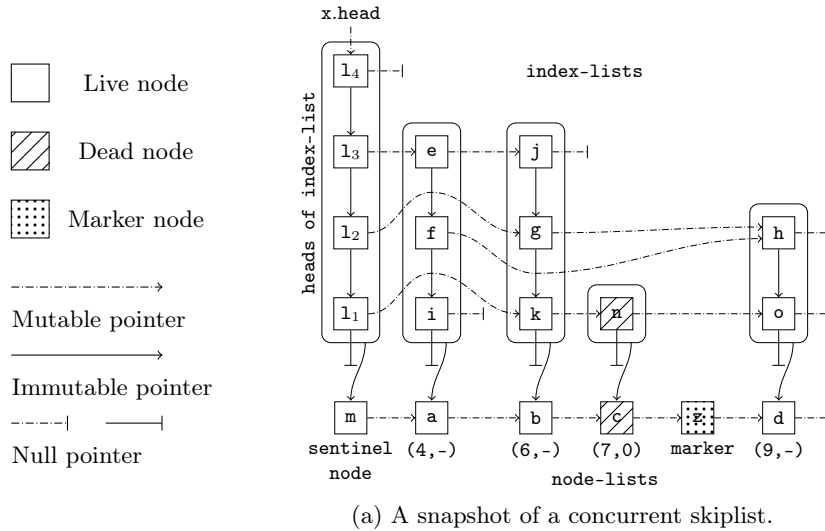 x.head
Live node
Dead node
Marker node
Mutable pointer
Immutable pointer
Null pointer
heads of index-list
index-lists
l₄
l₃ e j
l₂ f g h
l₁ i k n o
m a b c z d
sentinel node
(4,-) (6,-) (7,0) marker (9,-)
node-lists
(a) A snapshot of a concurrent skiplist.